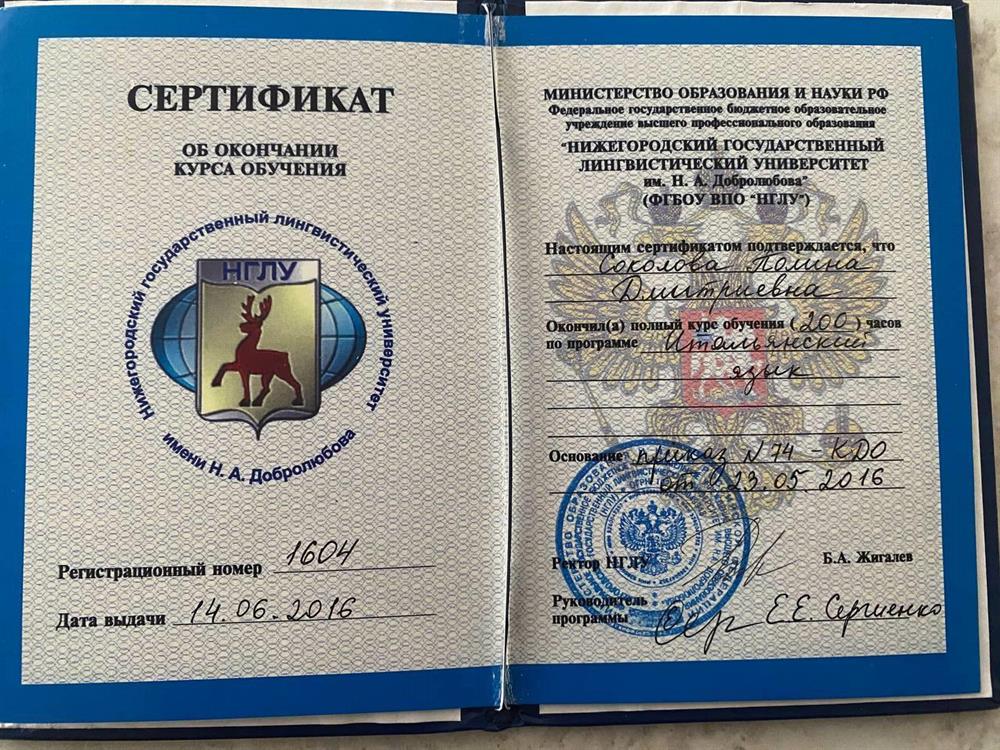 СЕРТИФИКАТ
ОБ ОКОНЧАНИИ
КУРСА ОБУЧЕНИЯ
Нижегородский государственный лингвистический университет
имени Н. А. Добролюбова
НГЛУ
Регистрационный номер 1604
Дата выдачи 14.06.2016
МИНИСТЕРСТВО ОБРАЗОВАНИЯ И НАУКИ РФ
Федеральное государственное бюджетное образовательное
учреждение высшего профессионального образования
"НИЖЕГОРОДСКИЙ ГОСУДАРСТВЕННЫЙ
ЛИНГВИСТИЧЕСКИЙ УНИВЕРСИТЕТ
им. Н. А. Добролюбова"
(ФГБОУ ВПО "НГЛУ")
Настоящим сертификатом подтверждается, что
Соколова Полина
Дмитриевна
Окончил(а) полный курс обучения (200) часов
по программе Итальянский
язык
Основание приказ N 74 - КДО
от 23.05.2016
Ректор НГЛУ Б.А. Жигалев
Руководитель
программы Е.Е. Сергиенко